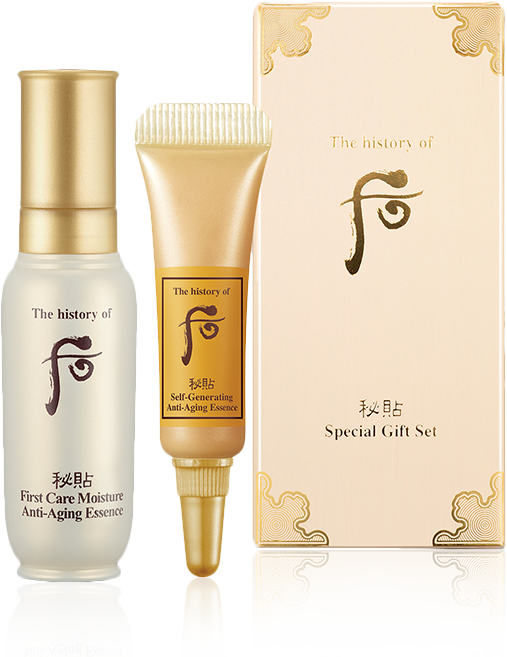 The history of
后
秘貼
First Care Moisture
Anti-Aging Essence
The history of
后
秘貼
Self-Generating
Anti-Aging Essence
The history of
后
秘貼
Special Gift Set